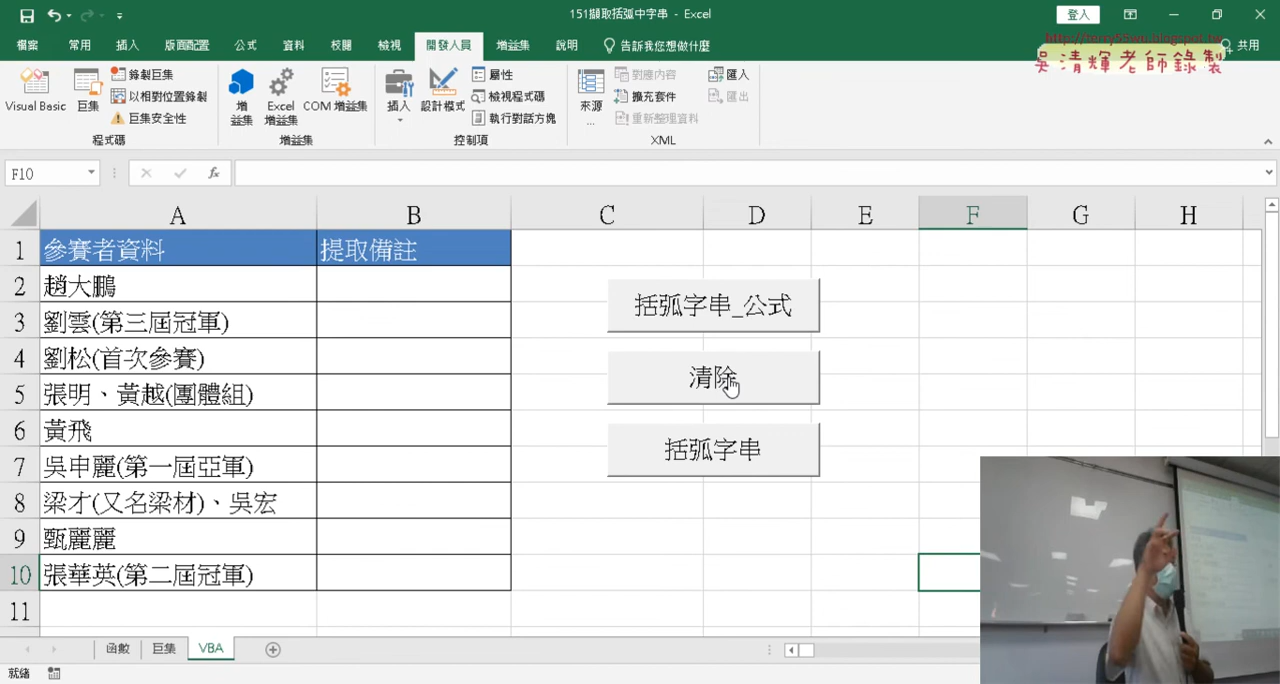 151擷取括弧中字串 - Excel
登入
http://terry55wu.blogspot.tw
吳清輝老師錄製
檔案 常用 插入 版面配置 公式 資料 校閱 檢視 開發人員 增益集 說明 告訴我您想做什麼 共用
Visual Basic 巨集 錄製巨集 以相對位置錄製 巨集安全性
增益集 Excel 增益集 COM 增益集
插入 設計模式 屬性 檢視程式碼 執行對話方塊
來源... 對應內容 擴充套件 重新整理資料 匯入 匯出
程式碼 增益集 控制項 XML
F10 fx
A B C D E F G H
1 參賽者資料 提取備註
2 趙大鵬
括弧字串_公式
3 劉雲(第三屆冠軍)
4 劉松(首次參賽)
清除
5 張明、黃越(團體組)
6 黃飛
括弧字串
7 吳申麗(第一屆亞軍)
8 梁才(又名梁材)、吳宏
9 甄麗麗
10 張華英(第二屆冠軍)
11
函數 巨集 VBA
就緒